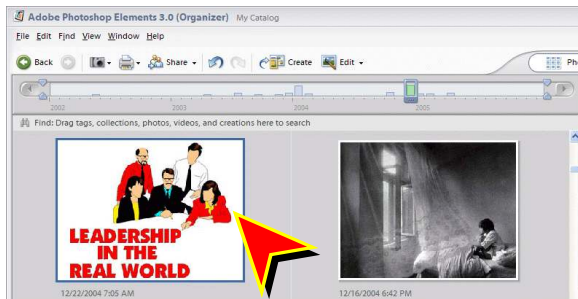 Adobe Photoshop Elements 3.0 (Organizer) My Catalog
File Edit Find View Window Help
Back Share Create Edit
2002 2003 2004 2005
Find: Drag tags, collections, photos, videos, and creations here to search
LEADERSHIP
IN THE
REAL WORLD
12/22/2004 7:05 AM 12/16/2004 6:42 PM